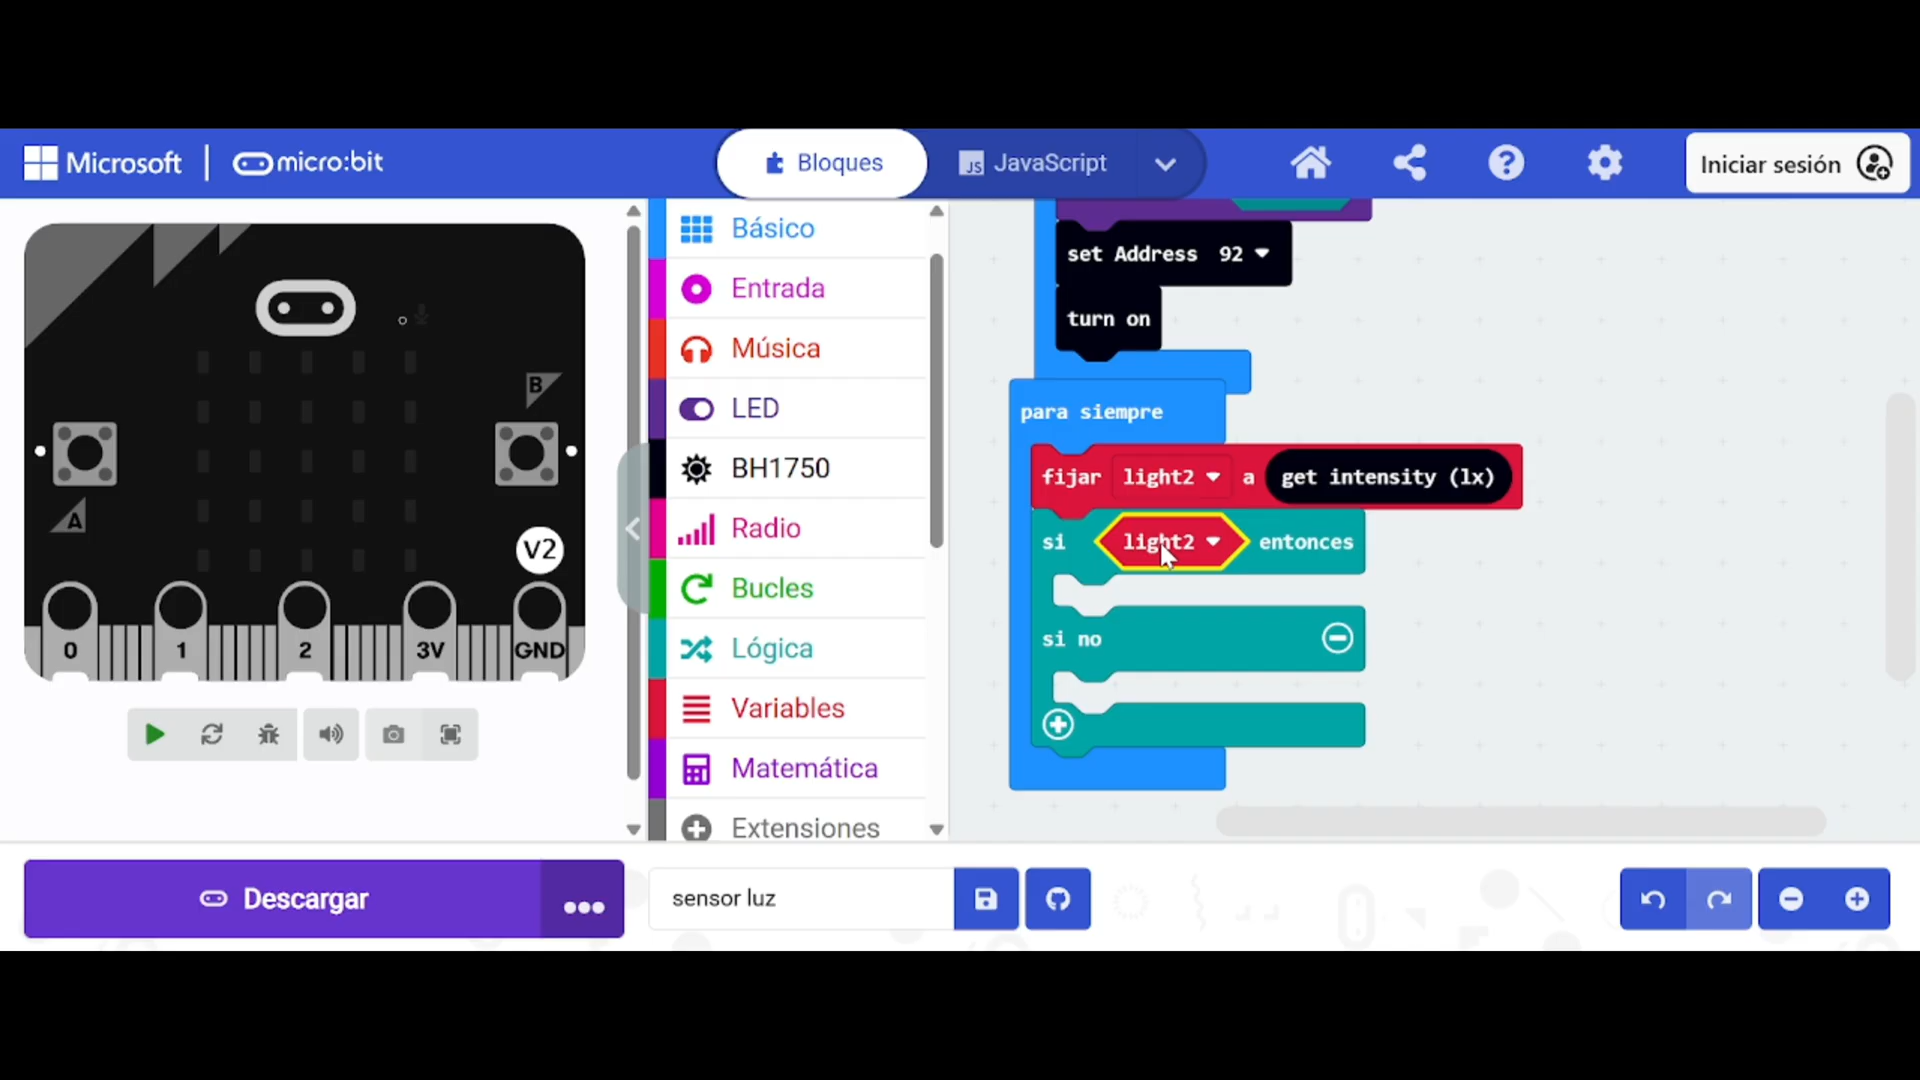 Microsoft | micro:bit
Bloques
JS JavaScript
Iniciar sesión
B
A
V2
0 1 2 3V GND
Básico
Entrada
Música
LED
BH1750
Radio
Bucles
Lógica
Variables
Matemática
Extensiones
set Address 92
turn on
para siempre
fijar light2 a get intensity (lx)
si light2 entonces
si no
Descargar
sensor luz